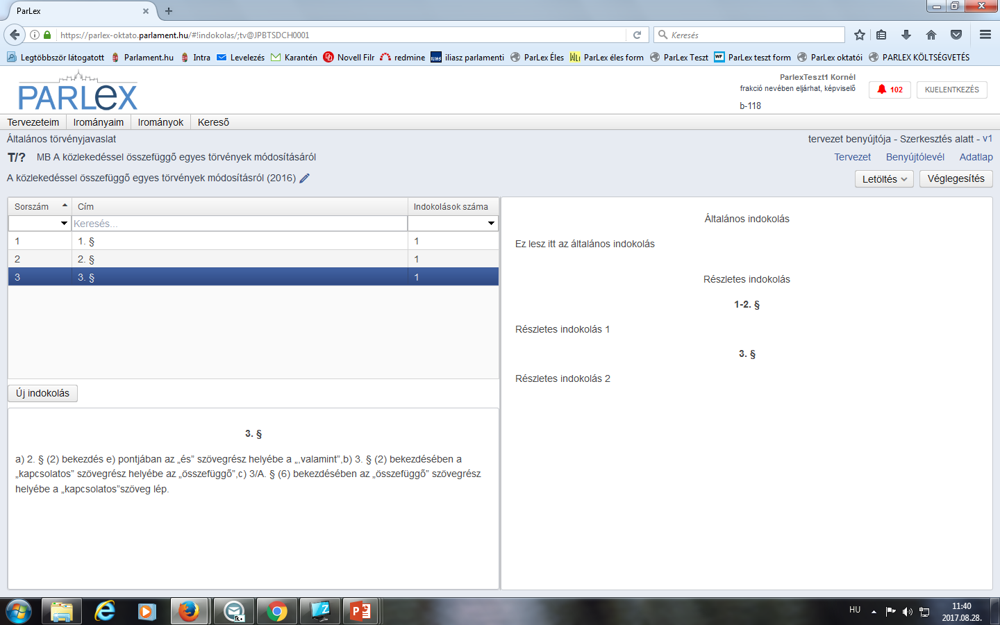 ParLex
https://parlex-oktato.parlament.hu/#!indokolas/;tv@JPBTSDCH0001
Keresés
Legtöbbször látogatott Parlament.hu Intra Levelezés Karantén Novell Filr redmine iliasz parlamenti ParLex Éles ParLex éles form ParLex Teszt ParLex teszt form ParLex oktatói PARLEX KÖLTSÉGVETÉS
PARLEX
ParlexTeszt1 Kornél
frakció nevében eljárhat, képviselő
b-118
102
KIJELENTKEZÉS
Tervezeteim Irományaim Irományok Kereső
Általános törvényjavaslat
tervezet benyújtója - Szerkesztés alatt - v1
T/? MB A közlekedéssel összefüggő egyes törvények módosításáról
Tervezet Benyújtólevél Adatlap
A közlekedéssel összefüggő egyes törvények módosításról (2016)
Letöltés Véglegesítés
Sorszám Cím Indokolások száma
Keresés...
1 1. § 1
2 2. § 1
3 3. § 1
Új indokolás
3. §
a) 2. § (2) bekezdés e) pontjában az „és” szövegrész helyébe a „,valamint”,b) 3. § (2) bekezdésében a
„kapcsolatos” szövegrész helyébe az „összefüggő”,c) 3/A. § (6) bekezdésében az „összefüggő” szövegrész
helyébe a „kapcsolatos”szöveg lép.
Általános indokolás
Ez lesz itt az általános indokolás
Részletes indokolás
1-2. §
Részletes indokolás 1
3. §
Részletes indokolás 2
1k+
HU
11:40
2017.08.28.